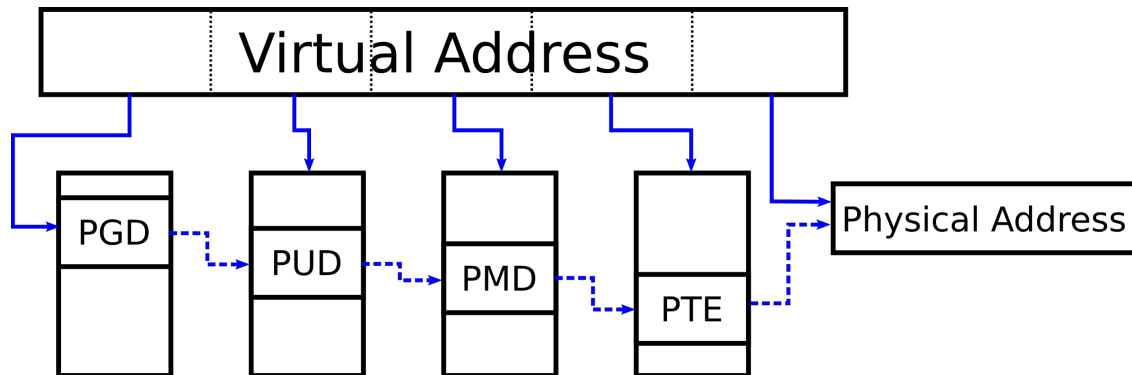 Virtual Address
PGD
PUD
PMD
PTE
Physical Address